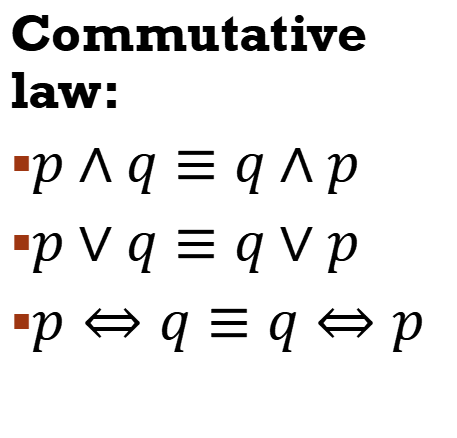 Commutative
law:
▪p ∧ q ≡ q ∧ p
▪p ∨ q ≡ q ∨ p
▪p ⇔ q ≡ q ⇔ p